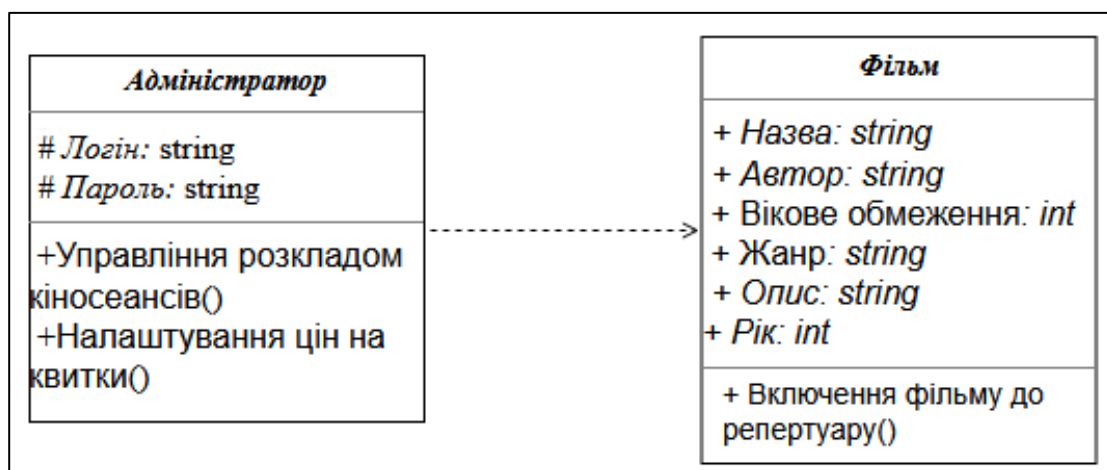 Адміністратор
# Логін: string
# Пароль: string
+Управління розкладом
кіносеансів()
+Налаштування цін на
квитки()
Фільм
+ Назва: string
+ Автор: string
+ Вікове обмеження: int
+ Жанр: string
+ Опис: string
+ Рік: int
+ Включення фільму до
репертуару()